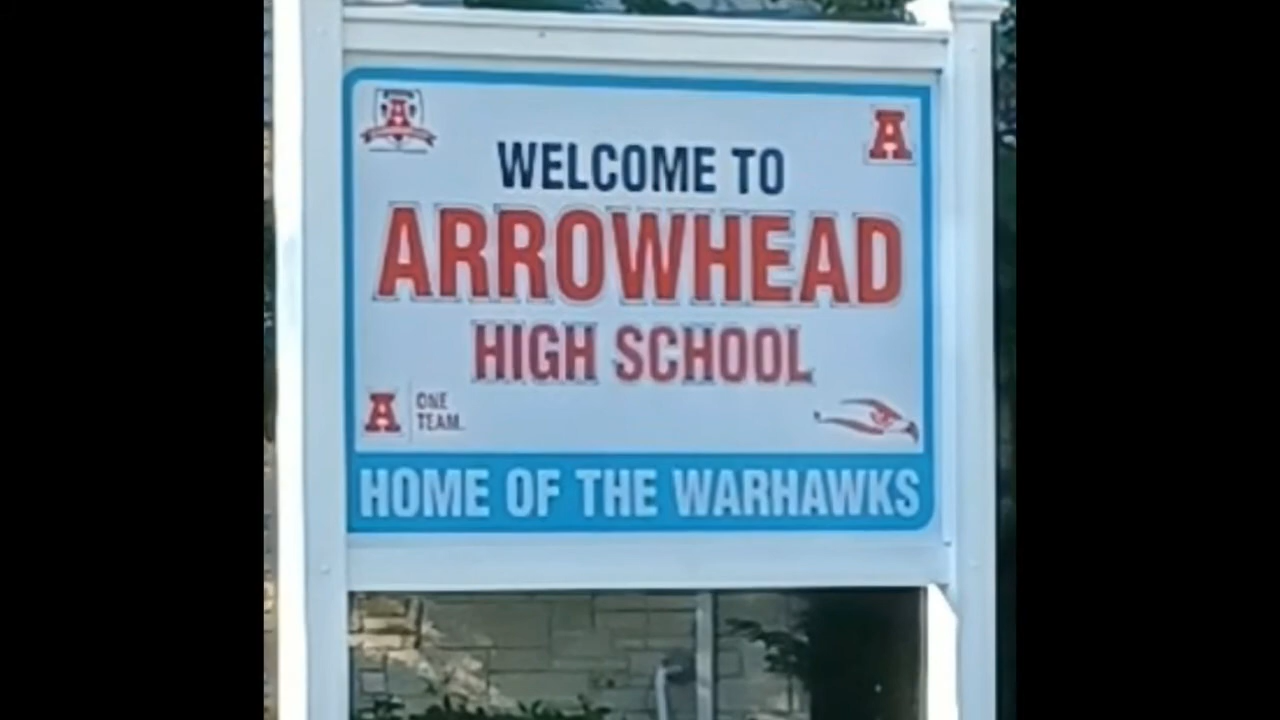 A
A
WELCOME TO
ARROWHEAD
HIGH SCHOOL
A
ONE
TEAM.
HOME OF THE WARHAWKS